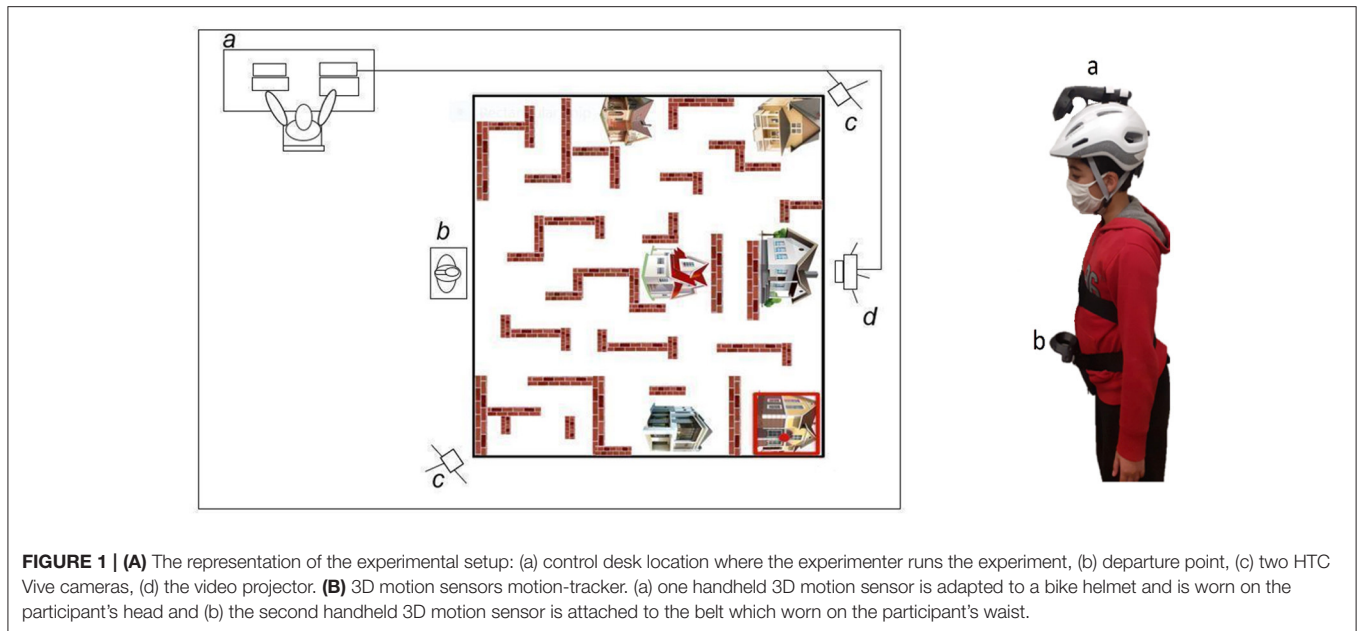 a
a
c
b
d
b
c
FIGURE 1 | (A) The representation of the experimental setup: (a) control desk location where the experimenter runs the experiment, (b) departure point, (c) two HTC
Vive cameras, (d) the video projector. (B) 3D motion sensors motion-tracker. (a) one handheld 3D motion sensor is adapted to a bike helmet and is worn on the
participant's head and (b) the second handheld 3D motion sensor is attached to the belt which worn on the participant's waist.